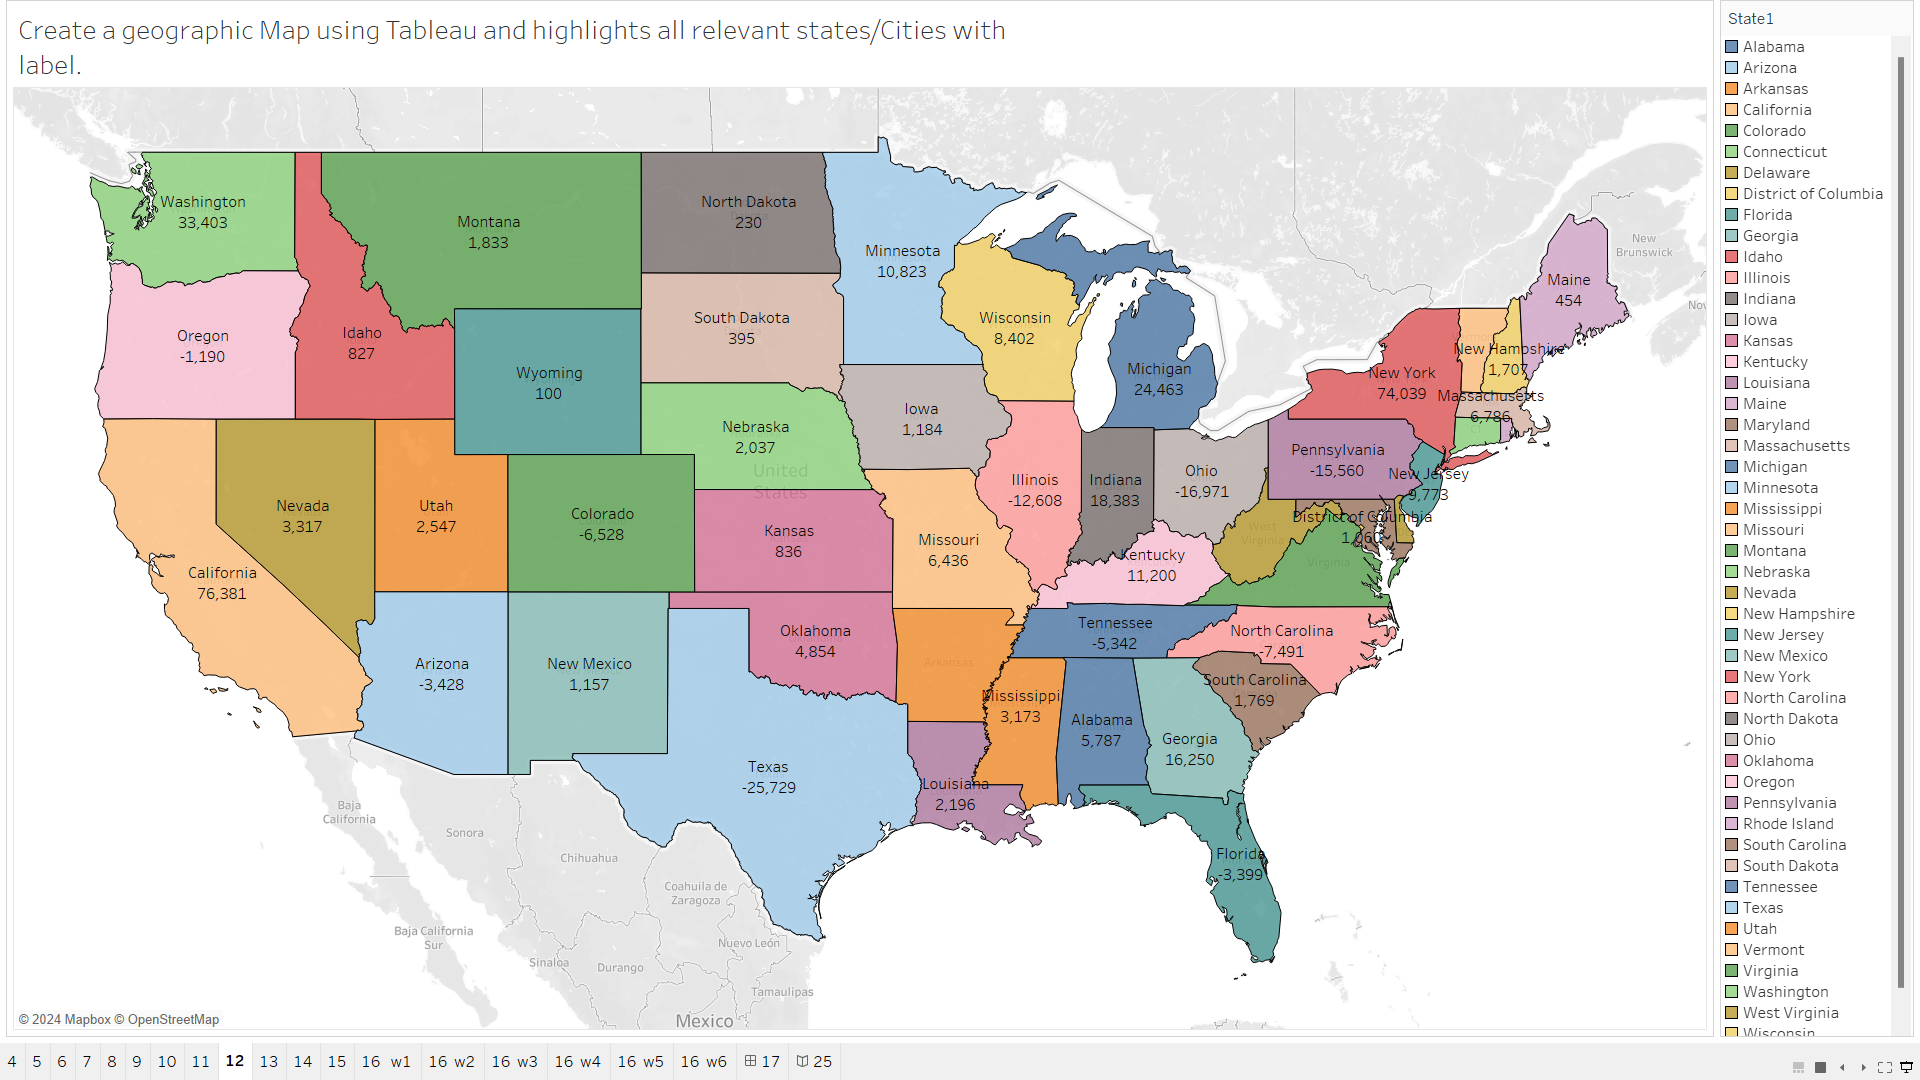 Create a geographic Map using Tableau and highlights all relevant states/Cities with
label.
Washington
33,403
Montana
1,833
North Dakota
230
Minnesota
10,823
Oregon
-1,190
Idaho
827
Wyoming
100
South Dakota
395
Wisconsin
8,402
Michigan
24,463
Maine
454
New Brunswick
New Hampshire
1,707
New York
74,039
Massachusetts
6,786
Nebraska
2,037
Iowa
1,184
United
States
Nevada
3,317
Utah
2,547
Colorado
-6,528
Kansas
836
Missouri
6,436
Illinois
-12,608
Indiana
18,383
Ohio
-16,971
Pennsylvania
-15,560
New Jersey
9,773
District of Columbia
1,060
West
Virginia
Virginia
Kentucky
11,200
California
76,381
Arizona
-3,428
New Mexico
1,157
Oklahoma
4,854
Arkansas
Tennessee
-5,342
North Carolina
-7,491
South Carolina
1,769
Texas
-25,729
Louisiana
2,196
Mississippi
3,173
Alabama
5,787
Georgia
16,250
Florida
-3,399
Baja
California
Sonora
Chihuahua
Coahuila de
Zaragoza
Baja California
Sur
Nuevo León
Sinaloa
Durango
Tamaulipas
Mexico
© 2024 Mapbox © OpenStreetMap
State1
Alabama
Arizona
Arkansas
California
Colorado
Connecticut
Delaware
District of Columbia
Florida
Georgia
Idaho
Illinois
Indiana
Iowa
Kansas
Kentucky
Louisiana
Maine
Maryland
Massachusetts
Michigan
Minnesota
Mississippi
Missouri
Montana
Nebraska
Nevada
New Hampshire
New Jersey
New Mexico
New York
North Carolina
North Dakota
Ohio
Oklahoma
Oregon
Pennsylvania
Rhode Island
South Carolina
South Dakota
Tennessee
Texas
Utah
Vermont
Virginia
Washington
West Virginia
Wisconsin
4 5 6 7 8 9 10 11 12 13 14 15 16 w1 16 w2 16 w3 16 w4 16 w5 16 w6 17 25